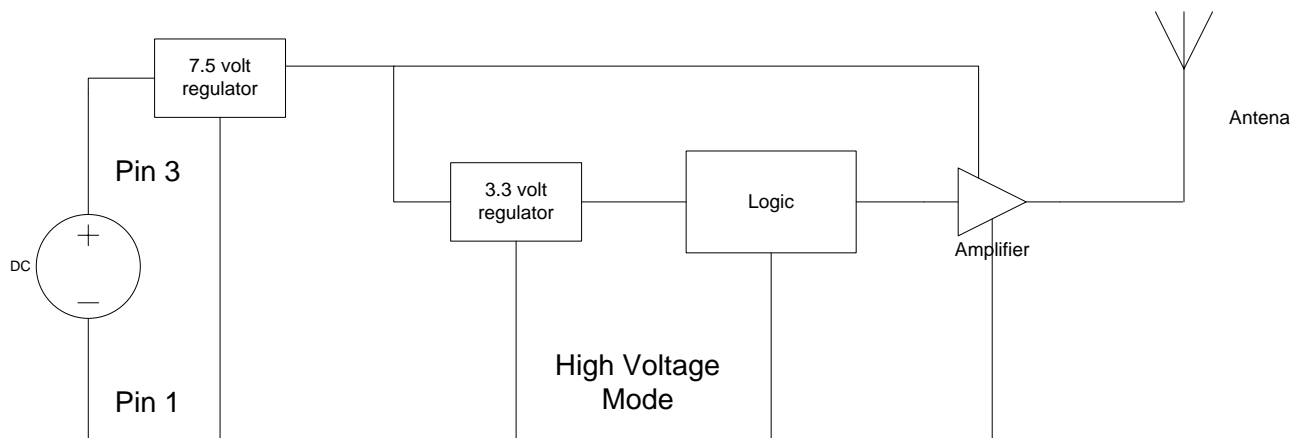 7.5 volt
regulator
Antena
Pin 3
3.3 volt
regulator
Logic
Amplifier
DC
+
−
High Voltage
Mode
Pin 1